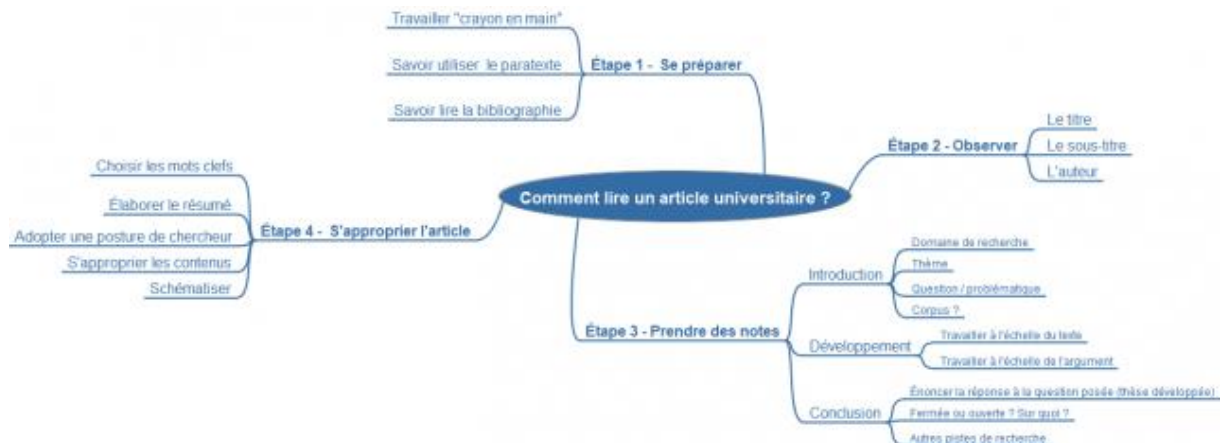 Comment lire un article universitaire ?
Étape 1 - Se préparer
Travailler "crayon en main"
Savoir utiliser le paratexte
Savoir lire la bibliographie
Étape 2 - Observer
Le titre
Le sous-titre
L'auteur
Étape 3 - Prendre des notes
Introduction
Domaine de recherche
Thème
Question / problématique
Corpus ?
Développement
Travailler à l'échelle du texte
Travailler à l'échelle de l'argument
Conclusion
Énoncer la réponse à la question posée (thèse développée)
Fermée ou ouverte ? Sur quoi ?
Autres pistes de recherche
Étape 4 - S'approprier l'article
Choisir les mots clefs
Élaborer le résumé
Adopter une posture de chercheur
S'approprier les contenus
Schématiser